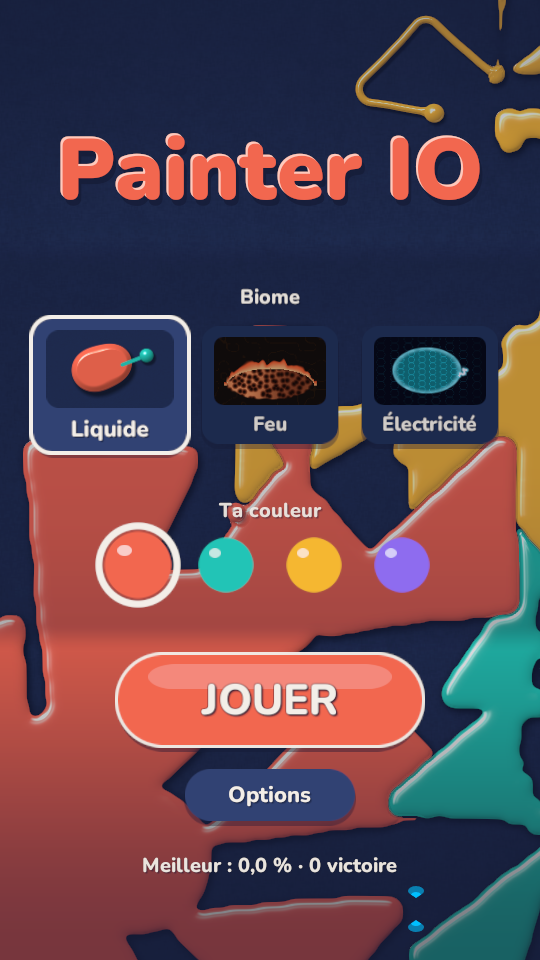 Painter IO
Biome
Liquide
Feu
Électricité
Ta couleur
JOUER
Options
Meilleur : 0,0 % · 0 victoire